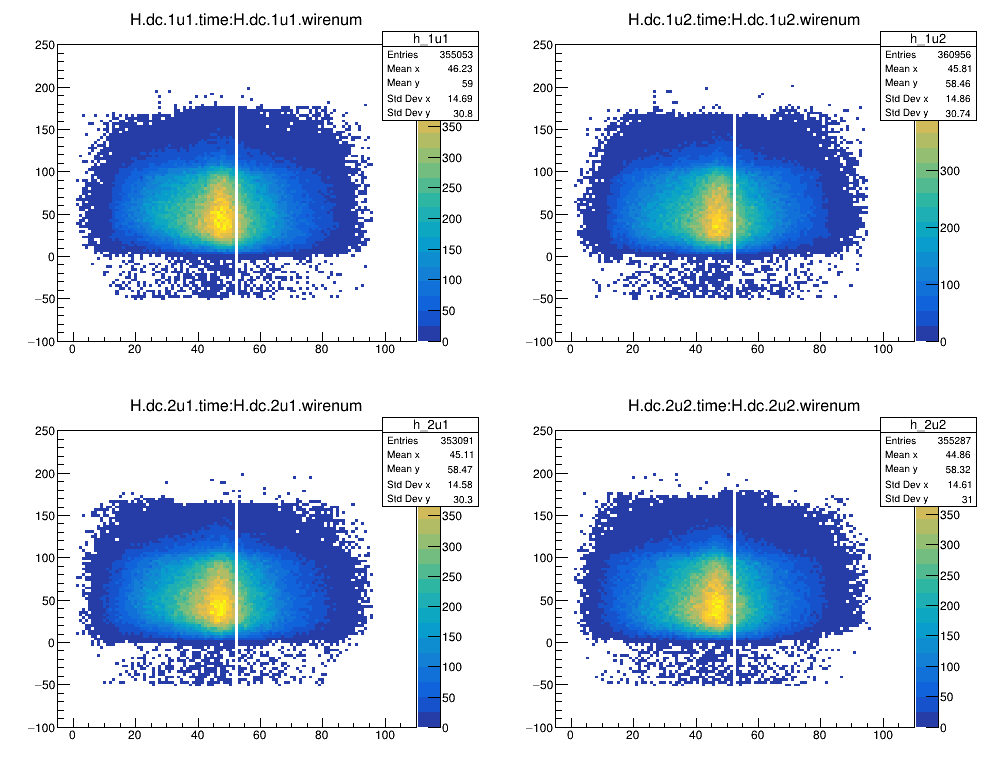 H.dc.1u1.time:H.dc.1u1.wirenum
h_1u1
Entries 355053
Mean x 46.23
Mean y 59
Std Dev x 14.69
Std Dev y 30.8
250
200
150
100
50
0
−50
−100
0 20 40 60 80 100
350
300
250
200
150
100
50
0
H.dc.1u2.time:H.dc.1u2.wirenum
h_1u2
Entries 360956
Mean x 45.81
Mean y 58.46
Std Dev x 14.86
Std Dev y 30.74
250
200
150
100
50
0
−50
−100
0 20 40 60 80 100
300
200
100
0
H.dc.2u1.time:H.dc.2u1.wirenum
h_2u1
Entries 353091
Mean x 45.11
Mean y 58.47
Std Dev x 14.58
Std Dev y 30.3
250
200
150
100
50
0
−50
−100
0 20 40 60 80 100
350
300
250
200
150
100
50
0
H.dc.2u2.time:H.dc.2u2.wirenum
h_2u2
Entries 355287
Mean x 44.86
Mean y 58.32
Std Dev x 14.61
Std Dev y 31
250
200
150
100
50
0
−50
−100
0 20 40 60 80 100
350
300
250
200
150
100
50
0